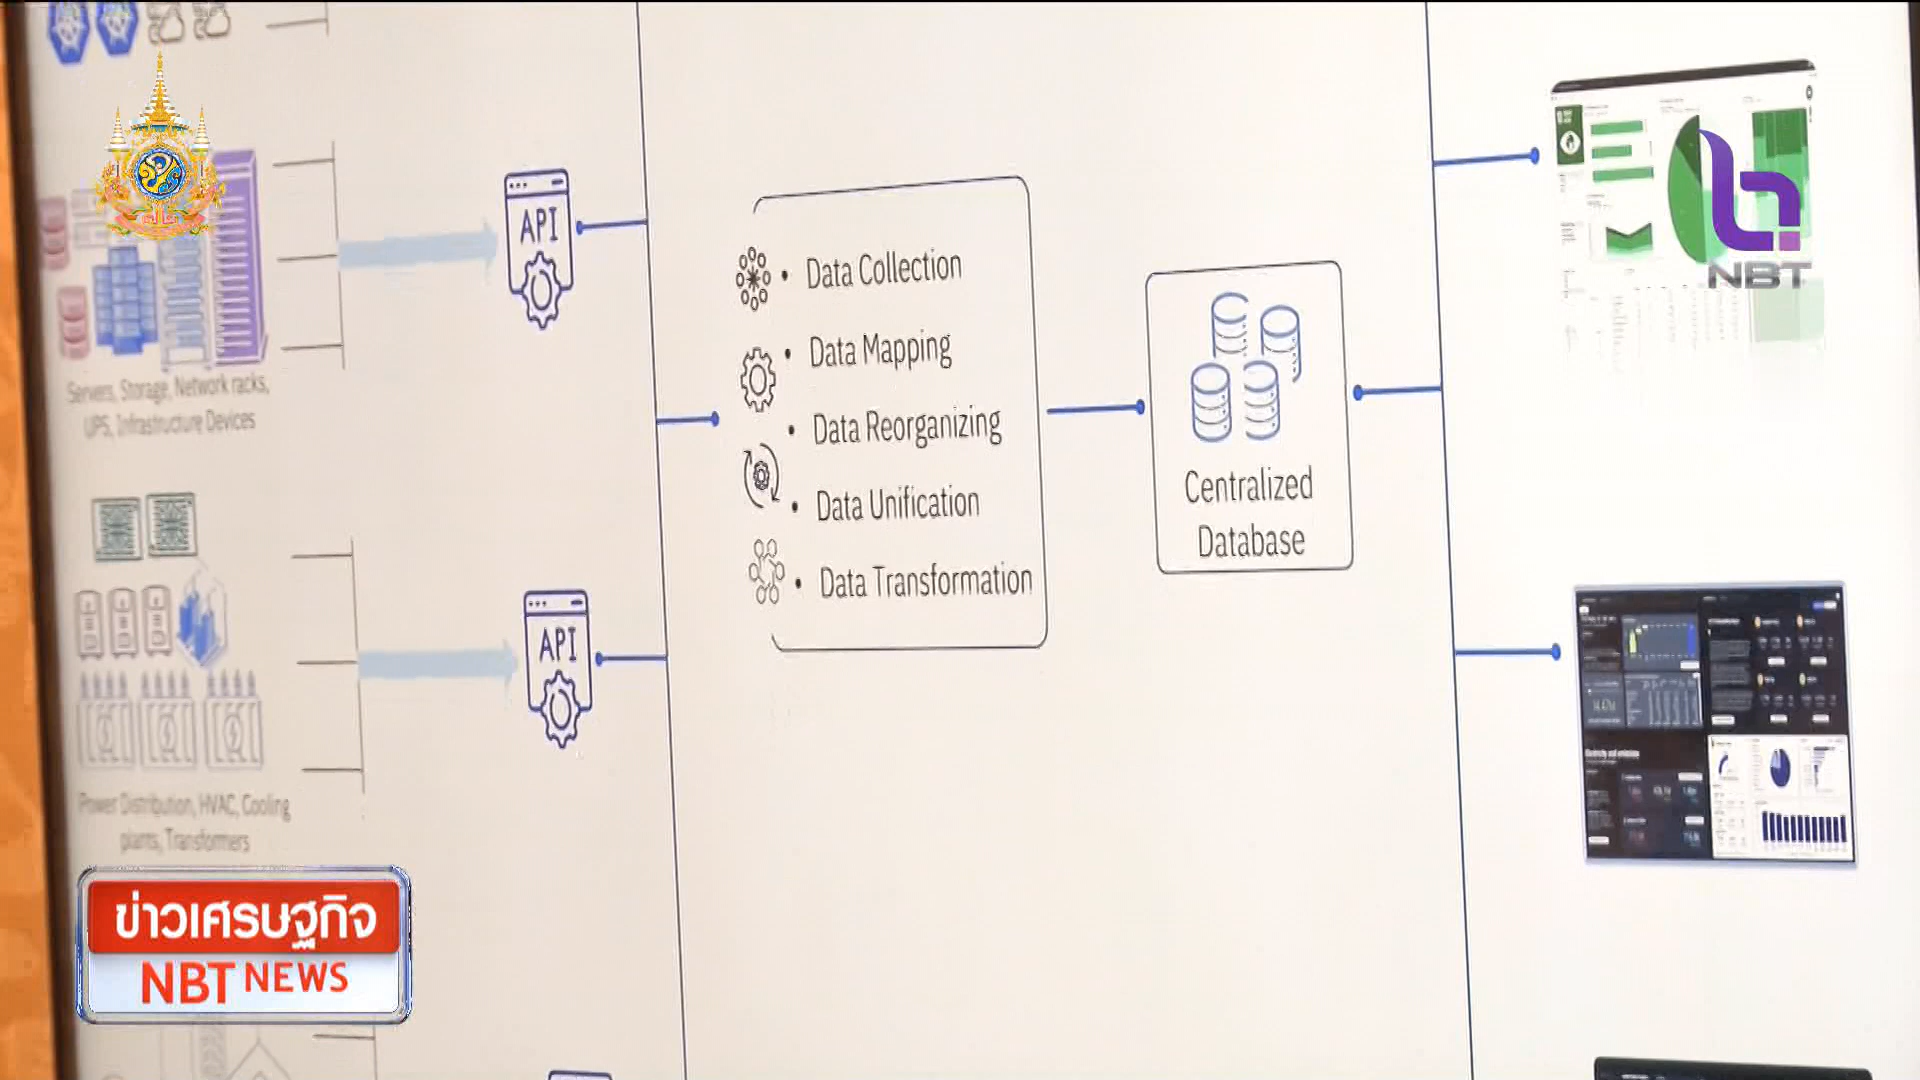 API
Servers, Storage, Network racks,
UPS, Infrastructure Devices
• Data Collection
• Data Mapping
• Data Reorganizing
• Data Unification
• Data Transformation
Centralized
Database
NBT
API
Power Distribution, HVAC, Cooling
plants, Transformers
ข่าวเศรษฐกิจ
NBT NEWS